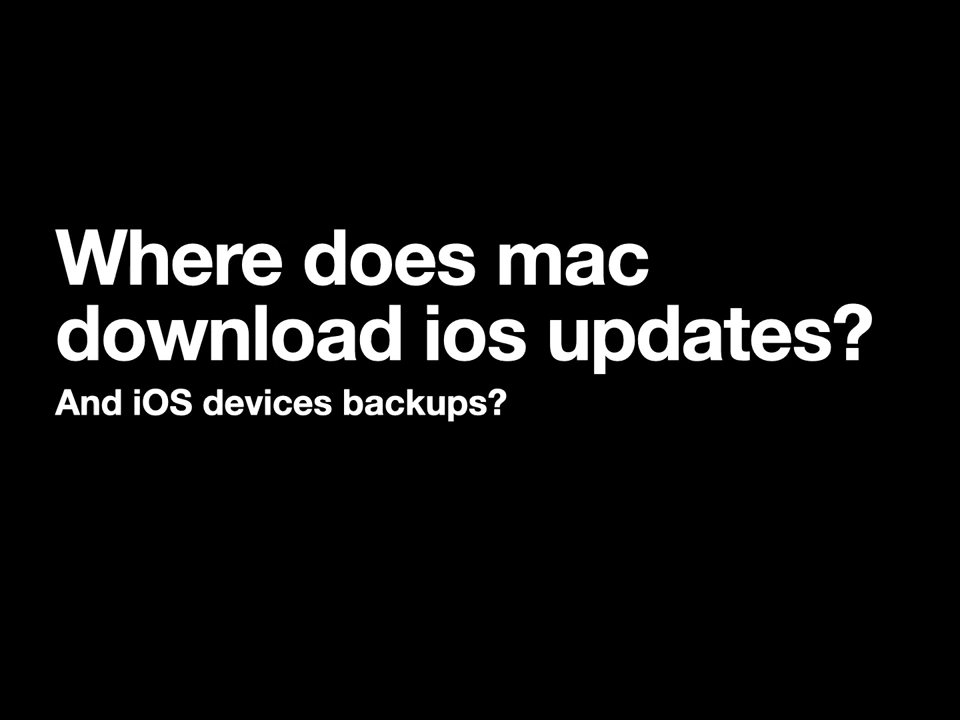 Where does mac
download ios updates?
And iOS devices backups?